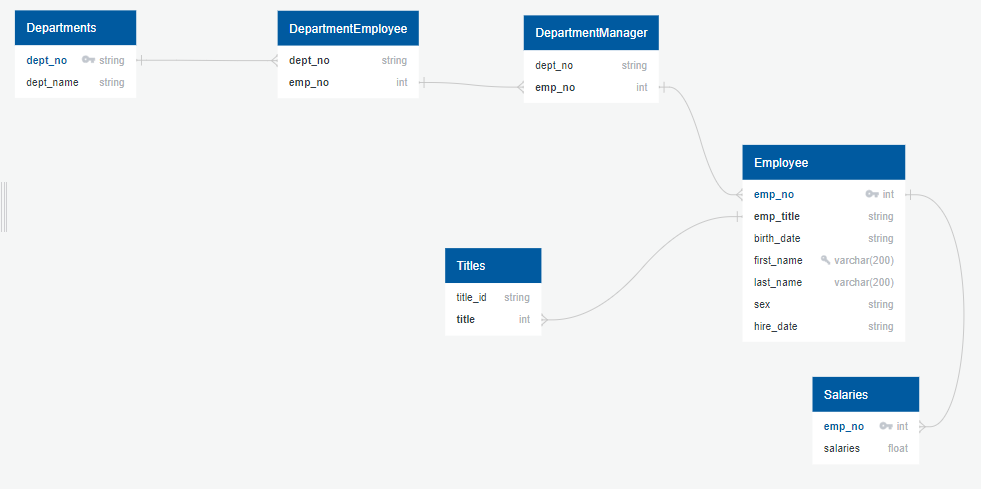 Departments
dept_no string
dept_name string
DepartmentEmployee
dept_no string
emp_no int
DepartmentManager
dept_no string
emp_no int
Employee
emp_no int
emp_title string
birth_date string
first_name varchar(200)
last_name varchar(200)
sex string
hire_date string
Titles
title_id string
title int
Salaries
emp_no int
salaries float